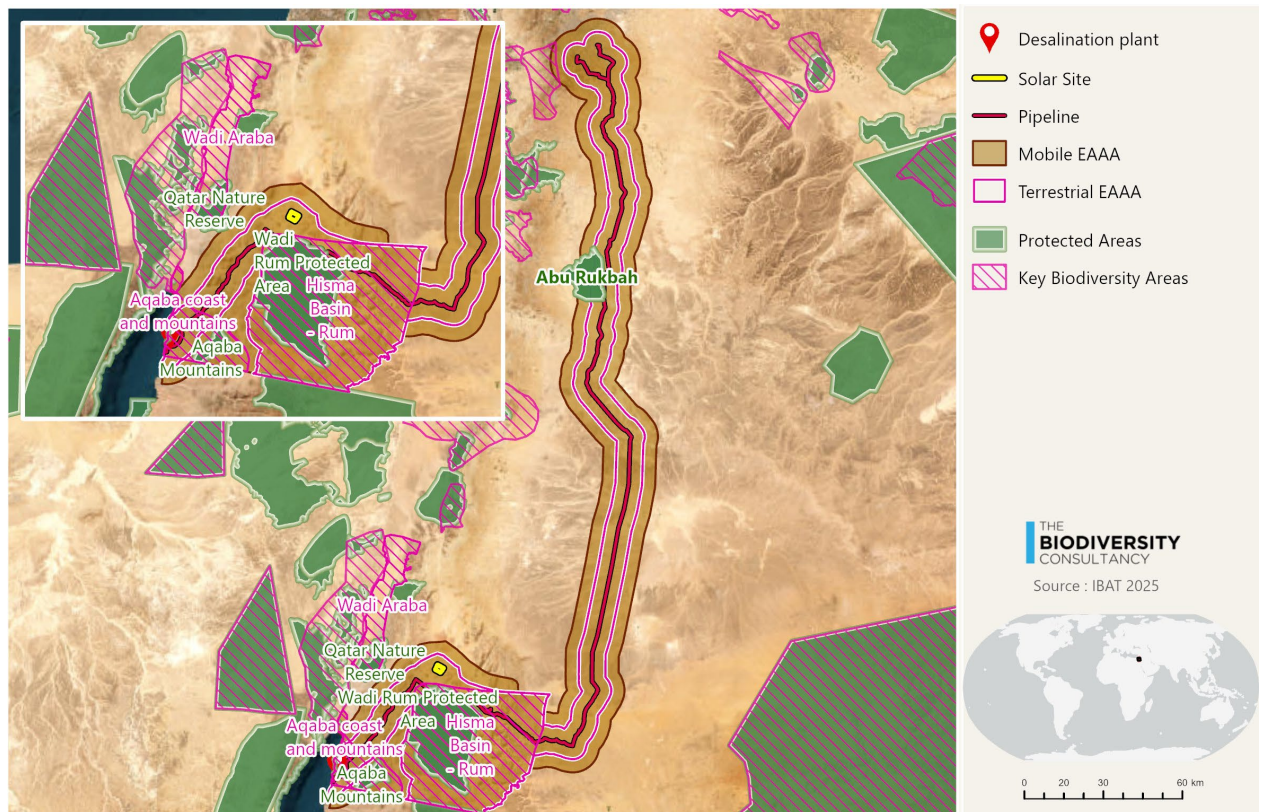 Wadi Araba
Qatar Nature
Reserve
Wadi
Rum Protected
Area
Hisma
Basin
- Rum
Aqaba coast
and mountains
Aqaba
Mountains
Abu Rukbah
Wadi Araba
Qatar Nature
Reserve
Wadi Rum Protected
Area
Hisma
Basin
- Rum
Aqaba coast
and mountains
Aqaba
Mountains
Desalination plant
Solar Site
Pipeline
Mobile EAAA
Terrestrial EAAA
Protected Areas
Key Biodiversity Areas
THE
BIODIVERSITY
CONSULTANCY
Source : IBAT 2025
0 20 30 60 km